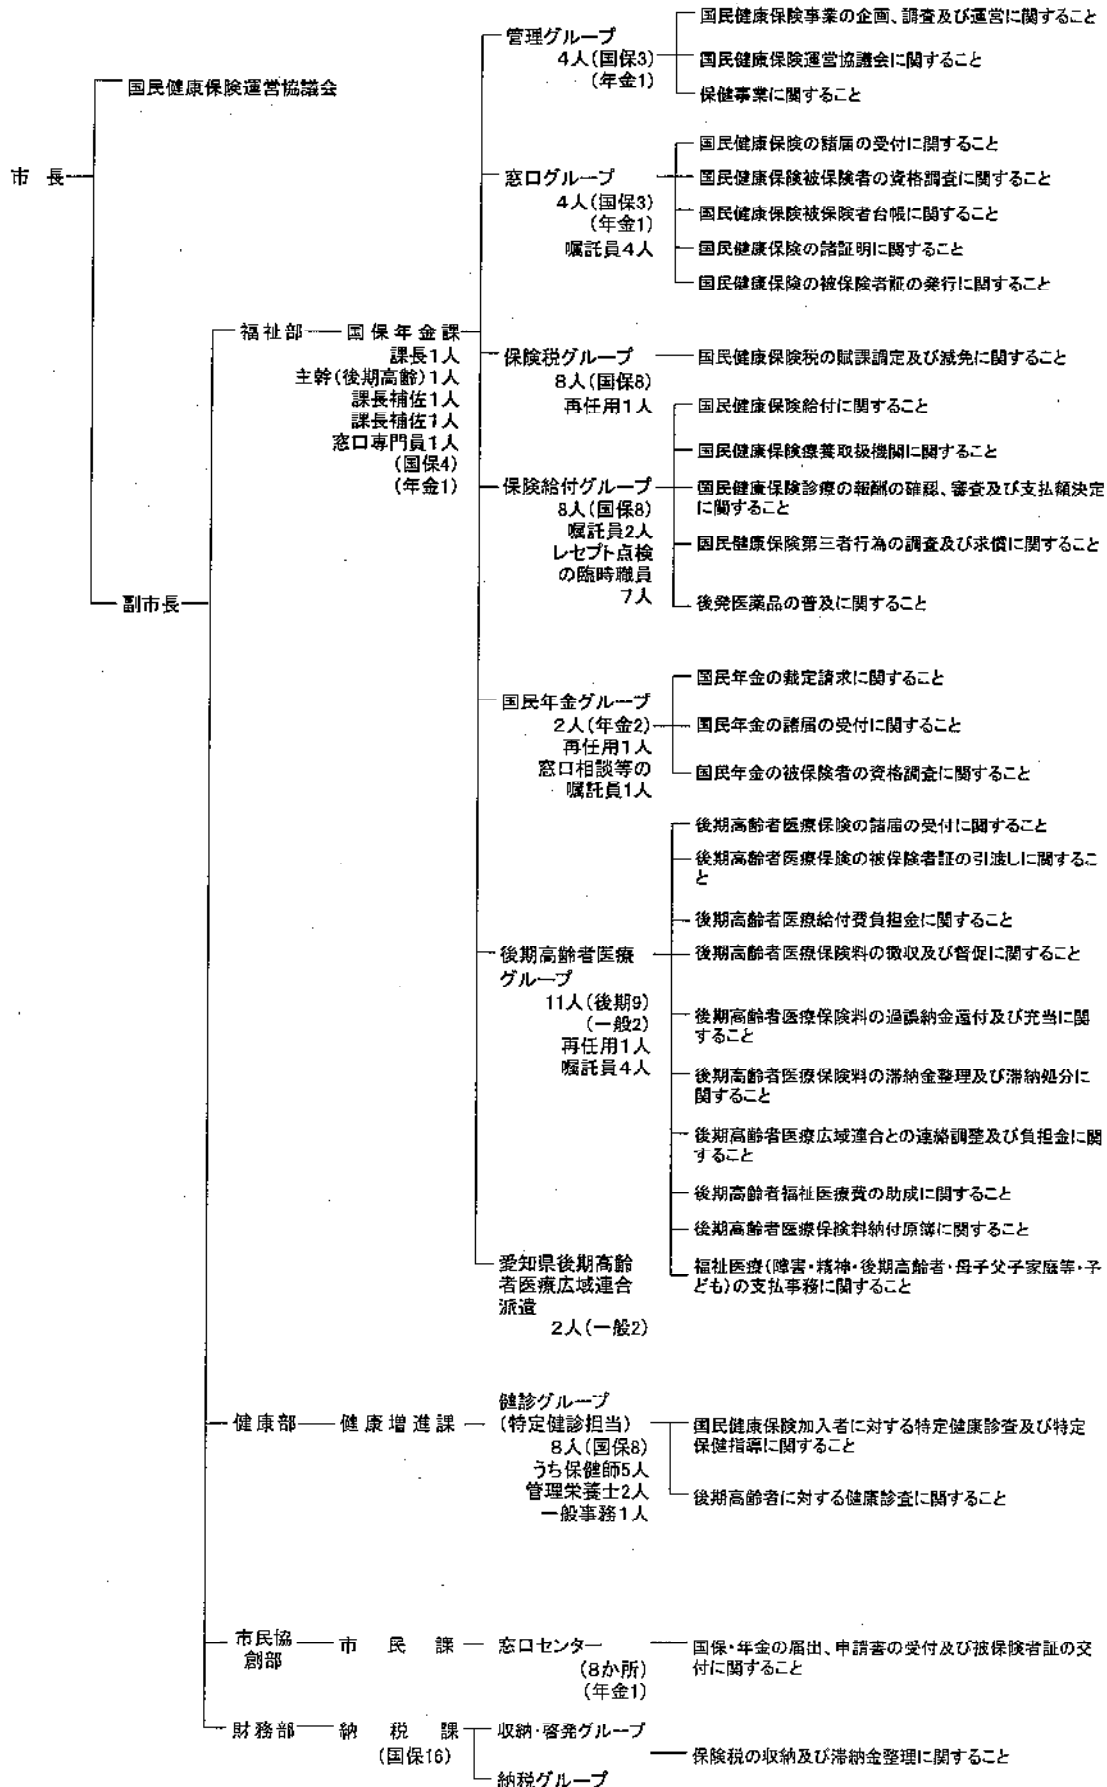 市長
国民健康保険運営協議会
副市長
福祉部
国保年金課
課長1人
主幹(後期高齢)1人
課長補佐1人
課長補佐1人
窓口専門員1人
(国保4)
(年金1)
管理グループ
4人(国保3)
(年金1)
国民健康保険事業の企画、調査及び運営に関すること
国民健康保険運営協議会に関すること
保健事業に関すること
窓口グループ
4人(国保3)
(年金1)
嘱託員4人
国民健康保険の諸届の受付に関すること
国民健康保険被保険者の資格調査に関すること
国民健康保険被保険者台帳に関すること
国民健康保険の諸証明に関すること
国民健康保険の被保険者証の発行に関すること
保険税グループ
8人(国保8)
再任用1人
国民健康保険税の賦課調定及び減免に関すること
保険給付グループ
8人(国保8)
嘱託員2人
レセプト点検
の臨時職員
7人
国民健康保険給付に関すること
国民健康保険療養取扱機関に関すること
国民健康保険診療の報酬の確認、審査及び支払額決定
に関すること
国民健康保険第三者行為の調査及び求償に関すること
後発医薬品の普及に関すること
国民年金グループ
2人(年金2)
再任用1人
窓口相談等の
嘱託員1人
国民年金の裁定請求に関すること
国民年金の諸届の受付に関すること
国民年金の被保険者の資格調査に関すること
後期高齢者医療
グループ
11人(後期9)
(一般2)
再任用1人
嘱託員4人
後期高齢者医療保険の諸届の受付に関すること
後期高齢者医療保険の被保険者証の引渡しに関するこ
と
後期高齢者医療給付費負担金に関すること
後期高齢者医療保険料の徴収及び督促に関すること
後期高齢者医療保険料の過誤納金還付及び充当に関
すること
後期高齢者医療保険料の滞納金整理及び滞納処分に
関すること
後期高齢者医療広域連合との連絡調整及び負担金に関
すること
後期高齢者福祉医療費の助成に関すること
後期高齢者医療保険料納付原簿に関すること
福祉医療(障害・精神・後期高齢者・母子父子家庭等・子
ども)の支払事務に関すること
愛知県後期高齢
者医療広域連合
派遣
2人(一般2)
健康部
健康増進課
健診グループ
(特定健診担当)
8人(国保8)
うち保健師5人
管理栄養士2人
一般事務1人
国民健康保険加入者に対する特定健康診査及び特定
保健指導に関すること
後期高齢者に対する健康診査に関すること
市民協
創部
市民課
窓口センター
(8か所)
(年金1)
国保・年金の届出、申請書の受付及び被保険者証の交
付に関すること
財務部
納税課
(国保16)
収納・啓発グループ
納税グループ
保険税の収納及び滞納金整理に関すること